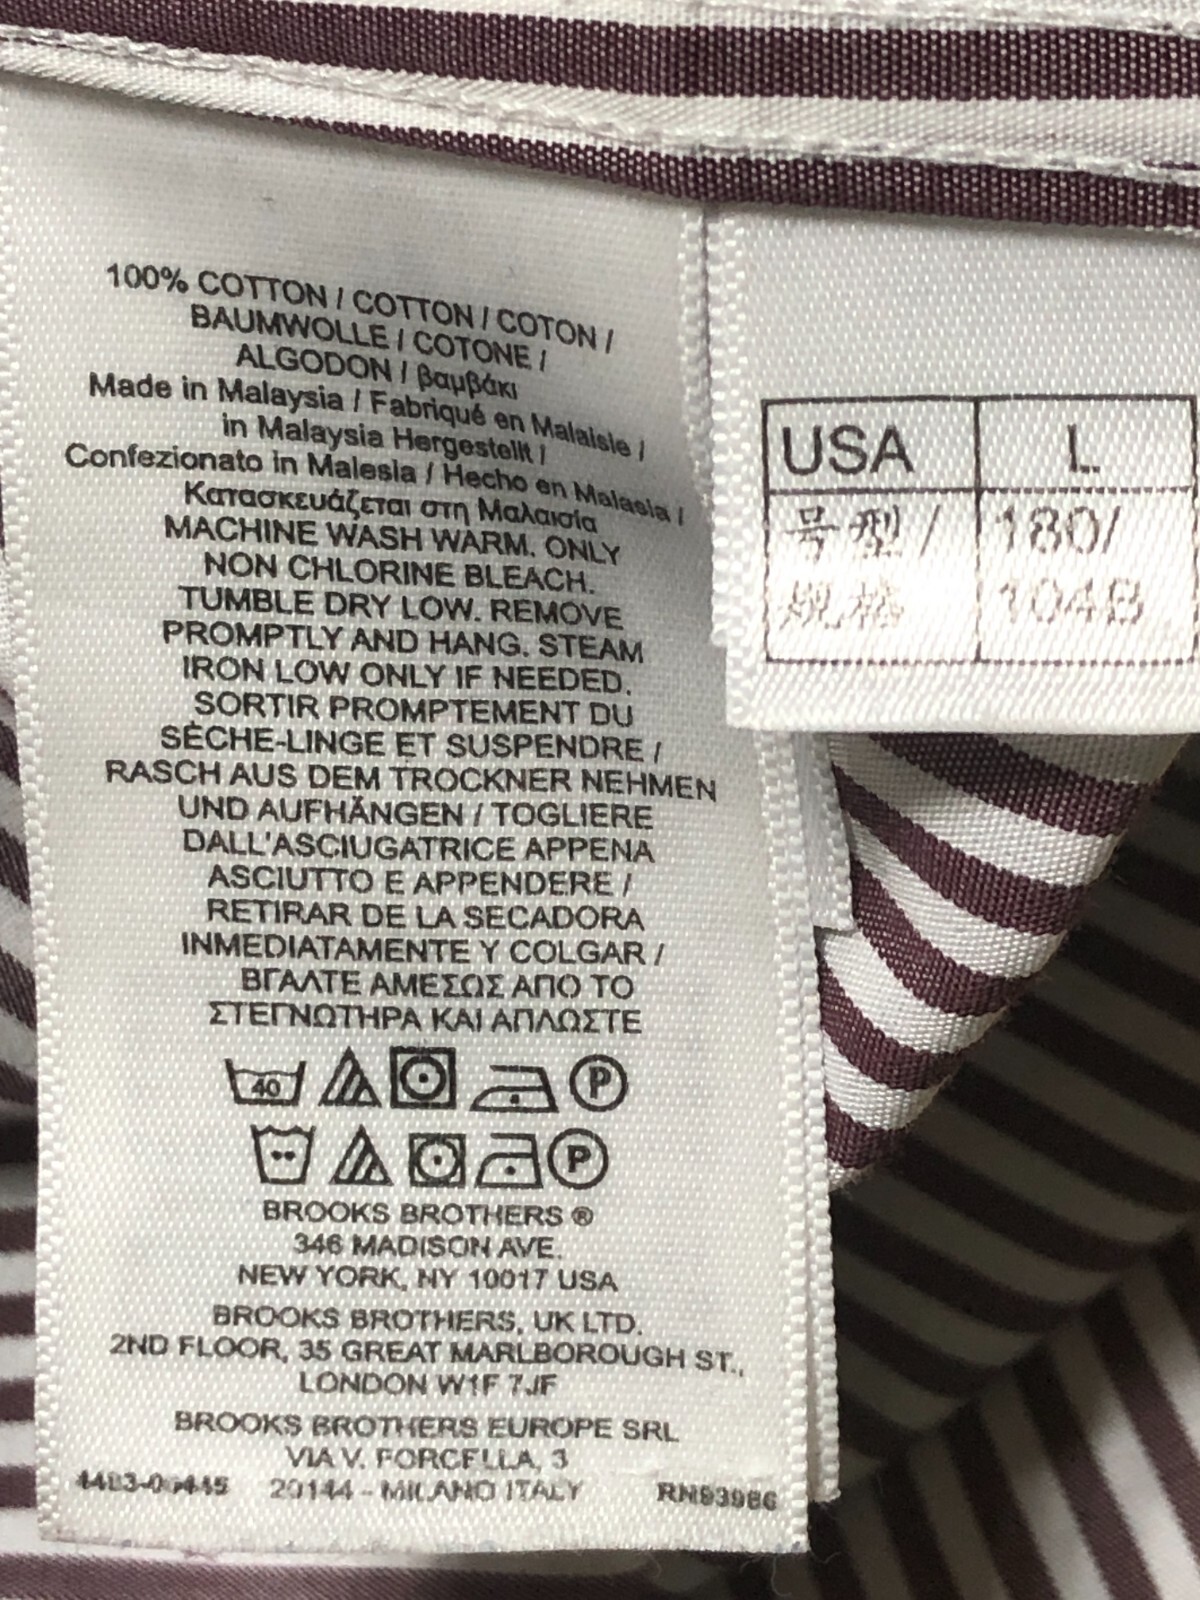 100% COTTON / COTTON / COTON /
BAUMWOLLE / COTONE /
ALGODON / βαμβάκι
Made in Malaysia / Fabriqué en Malaisie /
in Malaysia Hergestellt /
Confezionato in Malesia / Hecho en Malasia /
Κατασκευάζεται στη Μαλαισία
MACHINE WASH WARM. ONLY
NON CHLORINE BLEACH.
TUMBLE DRY LOW. REMOVE
PROMPTLY AND HANG. STEAM
IRON LOW ONLY IF NEEDED.
SORTIR PROMPTEMENT DU
SÈCHE-LINGE ET SUSPENDRE /
RASCH AUS DEM TROCKNER NEHMEN
UND AUFHÄNGEN / TOGLIERE
DALL'ASCIUGATRICE APPENA
ASCIUTTO E APPENDERE /
RETIRAR DE LA SECADORA
INMEDIATAMENTE Y COLGAR /
ΒΓΑΛΤΕ ΑΜΕΣΩΣ ΑΠΟ ΤΟ
ΣΤΕΓΝΩΤΗΡΑ ΚΑΙ ΑΠΛΩΣΤΕ
40 P
P
BROOKS BROTHERS ®
346 MADISON AVE.
NEW YORK, NY 10017 USA
BROOKS BROTHERS, UK LTD.
2ND FLOOR, 35 GREAT MARLBOROUGH ST.,
LONDON W1F 7JF
BROOKS BROTHERS EUROPE SRL
VIA V. FORCELLA, 3
20144 - MILANO ITALY RN93986
USA L
号型/ 180/
规格 104B